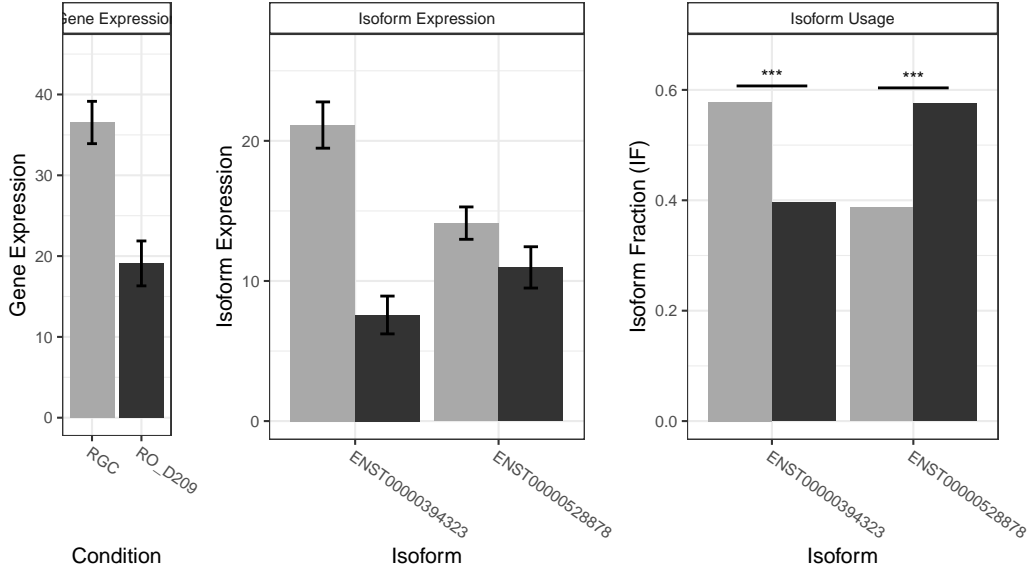 Gene Expression
Isoform Expression
Isoform Usage
Gene Expression
0
10
20
30
40
RGC
RO_D209
Condition
Isoform Expression
0
10
20
ENST00000394323
ENST00000528878
Isoform
Isoform Fraction (IF)
0.0
0.2
0.4
0.6
***
***
ENST00000394323
ENST00000528878
Isoform